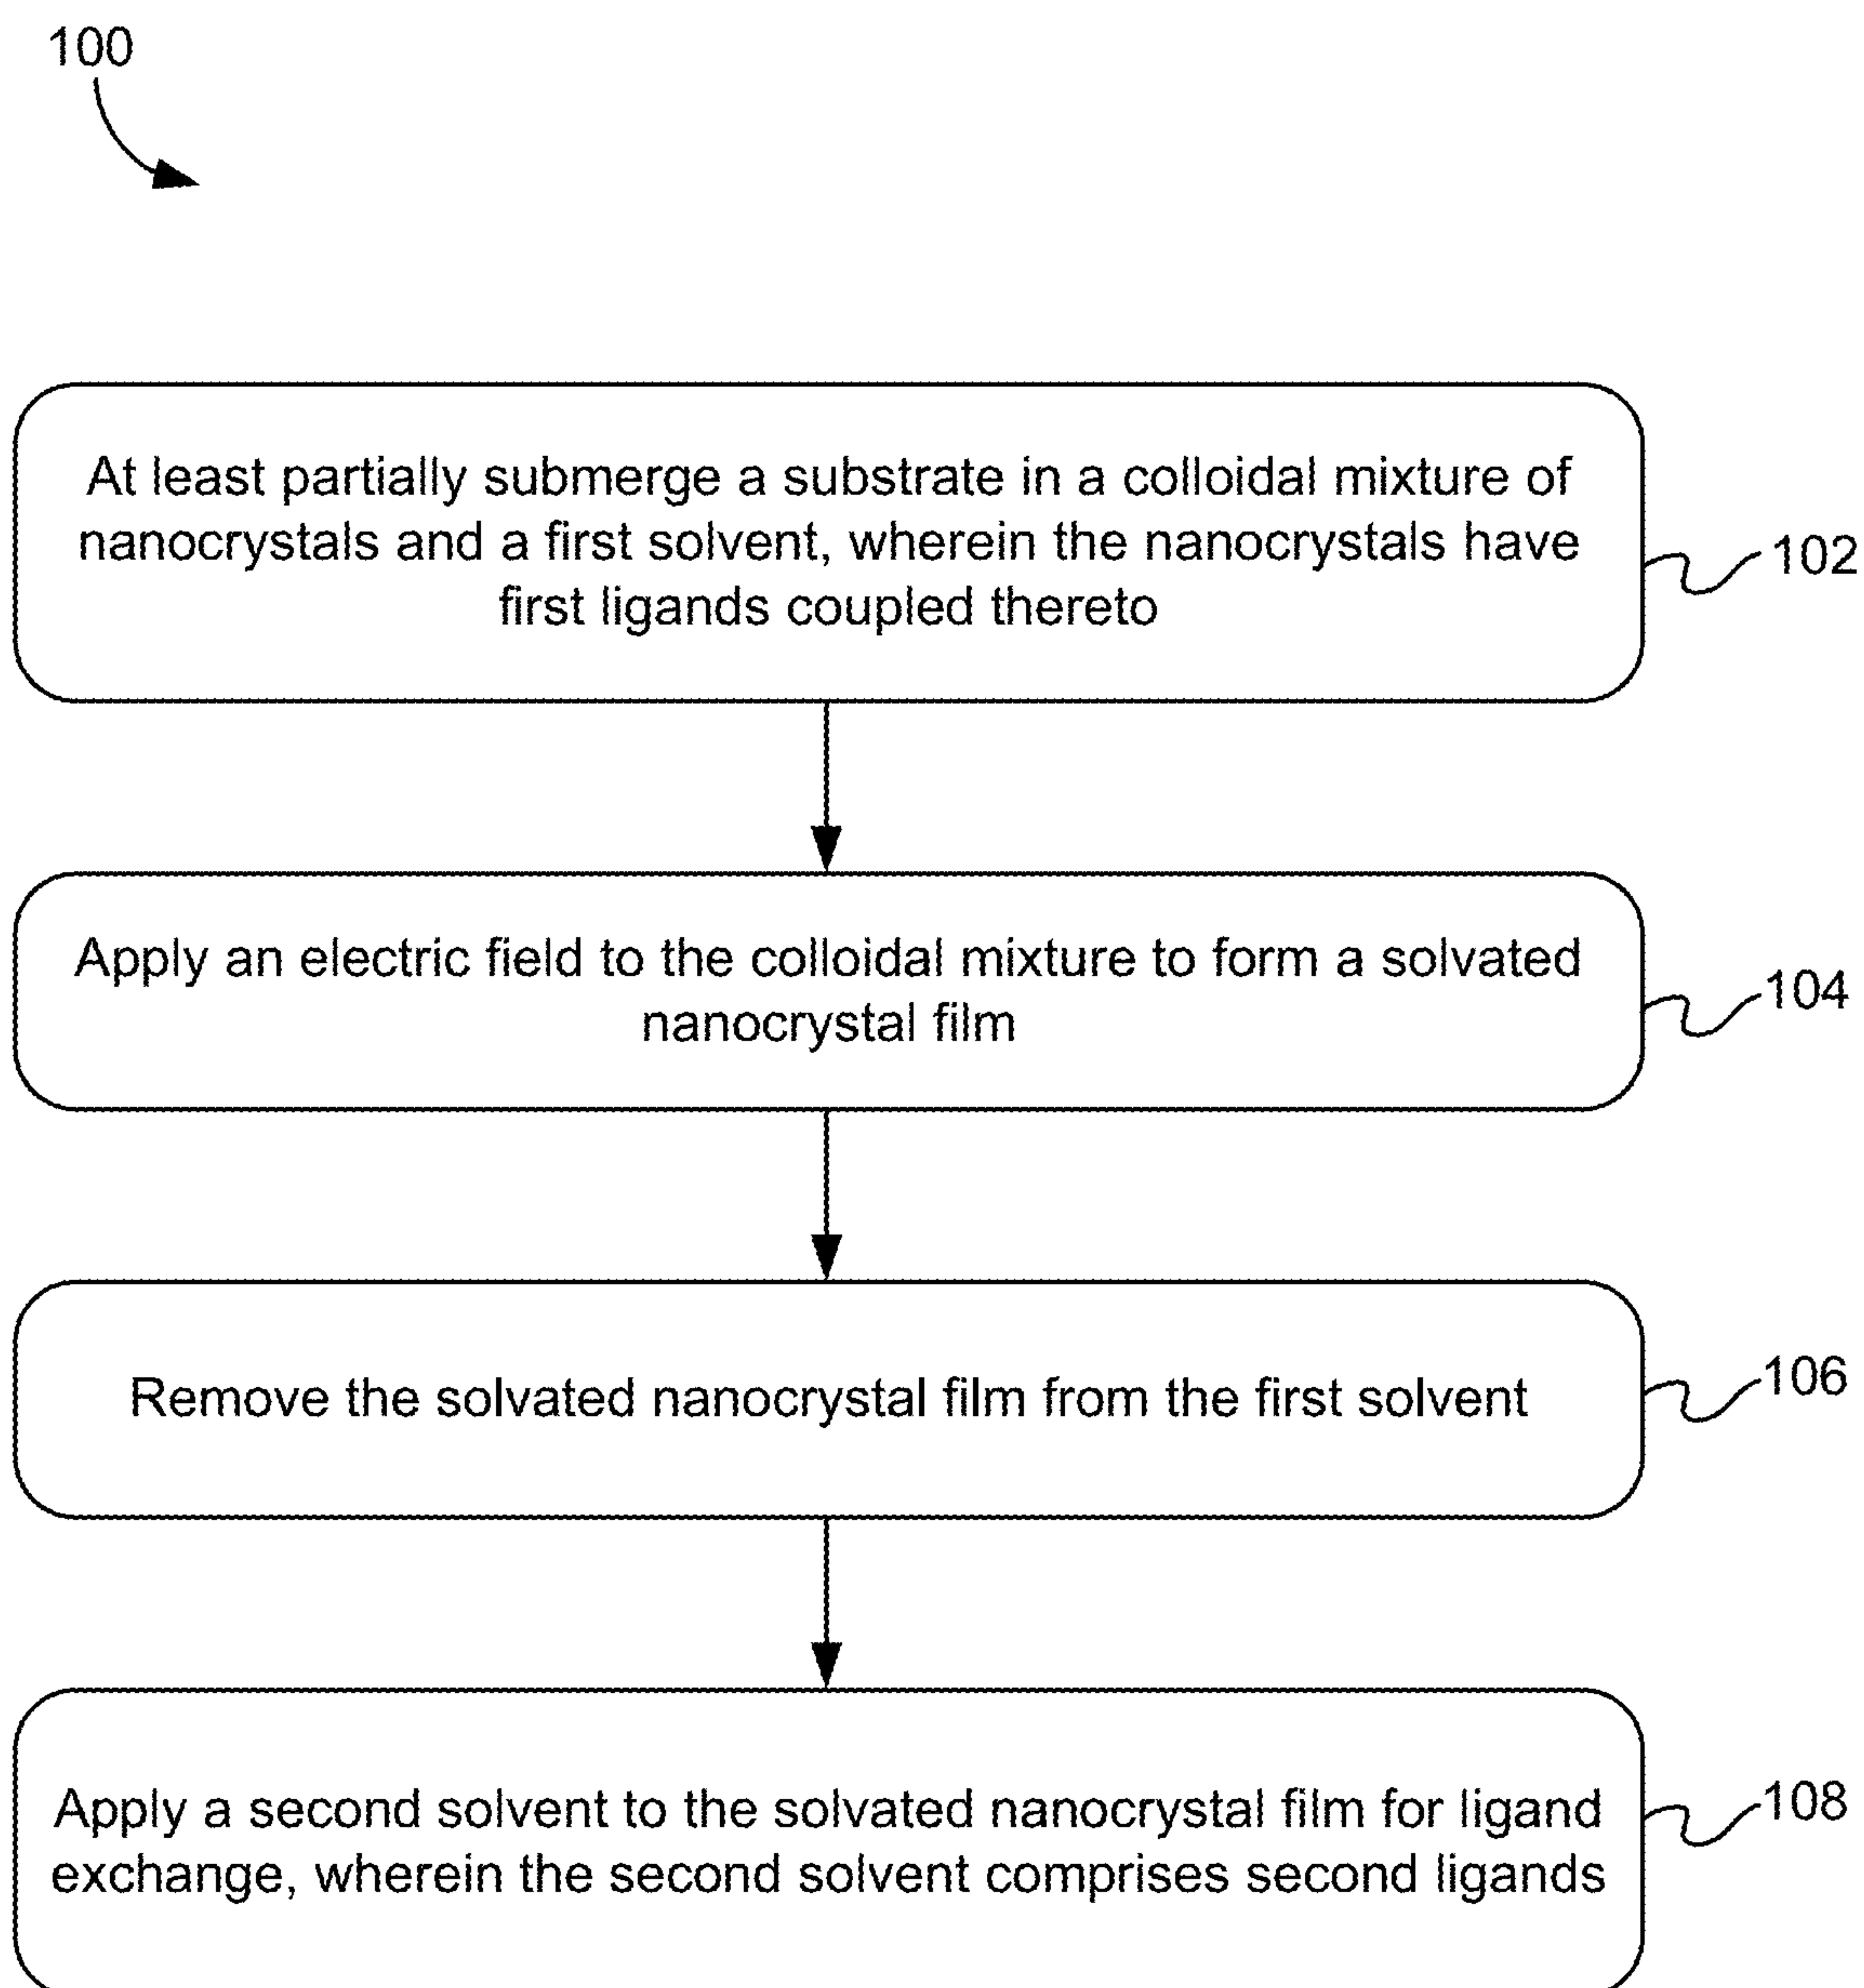 100
At least partially submerge a substrate in a colloidal mixture of
nanocrystals and a first solvent, wherein the nanocrystals have
first ligands coupled thereto
102
Apply an electric field to the colloidal mixture to form a solvated
nanocrystal film
104
Remove the solvated nanocrystal film from the first solvent
106
Apply a second solvent to the solvated nanocrystal film for ligand
exchange, wherein the second solvent comprises second ligands
108